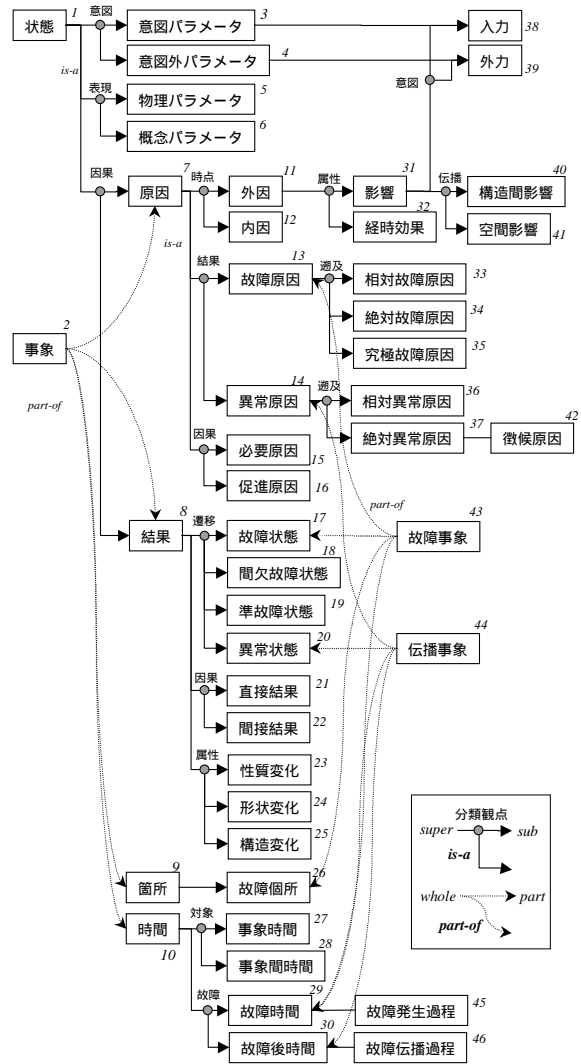 状態
1
意図
意図パラメータ
3
入力
38
意図外パラメータ
4
外力
39
is-a
表現
物理パラメータ
5
意図
概念パラメータ
6
因果
原因
7
時点
外因
11
属性
影響
31
伝播
構造間影響
40
内因
12
経時効果
32
空間影響
41
is-a
結果
故障原因
13
遡及
相対故障原因
33
絶対故障原因
34
究極故障原因
35
事象
2
part-of
異常原因
14
遡及
相対異常原因
36
絶対異常原因
37
徴候原因
42
因果
必要原因
15
促進原因
16
part-of
結果
8
遷移
故障状態
17
故障事象
43
間欠故障状態
18
準故障状態
19
異常状態
20
伝播事象
44
因果
直接結果
21
間接結果
22
属性
性質変化
23
形状変化
24
構造変化
25
分類観点
super
sub
is-a
whole
part
part-of
箇所
9
故障個所
26
時間
10
対象
事象時間
27
事象間時間
28
故障
故障時間
29
故障発生過程
45
故障後時間
30
故障伝播過程
46